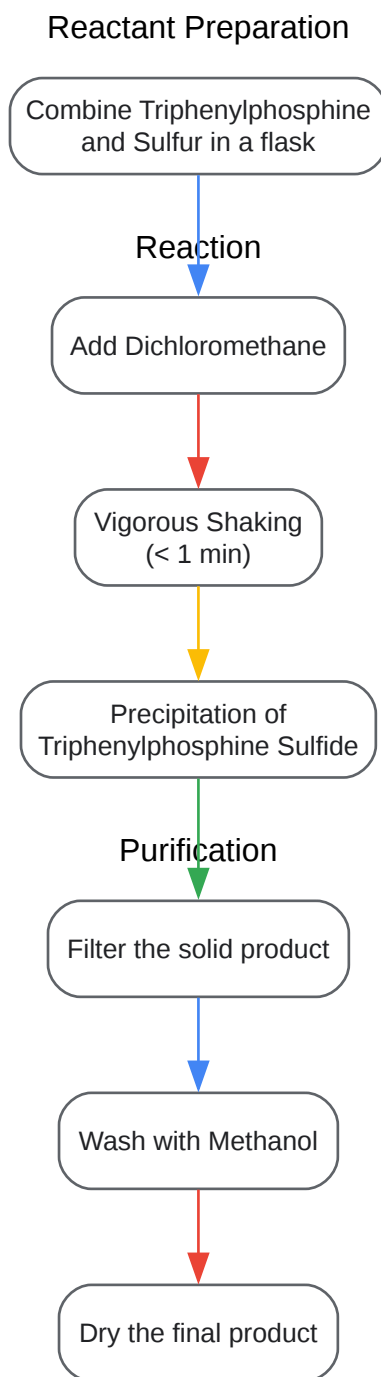 Reactant Preparation
Combine Triphenylphosphine
and Sulfur in a flask
Reaction
Add Dichloromethane
Vigorous Shaking
(< 1 min)
Precipitation of
Triphenylphosphine Sulfide
Purification
Filter the solid product
Wash with Methanol
Dry the final product